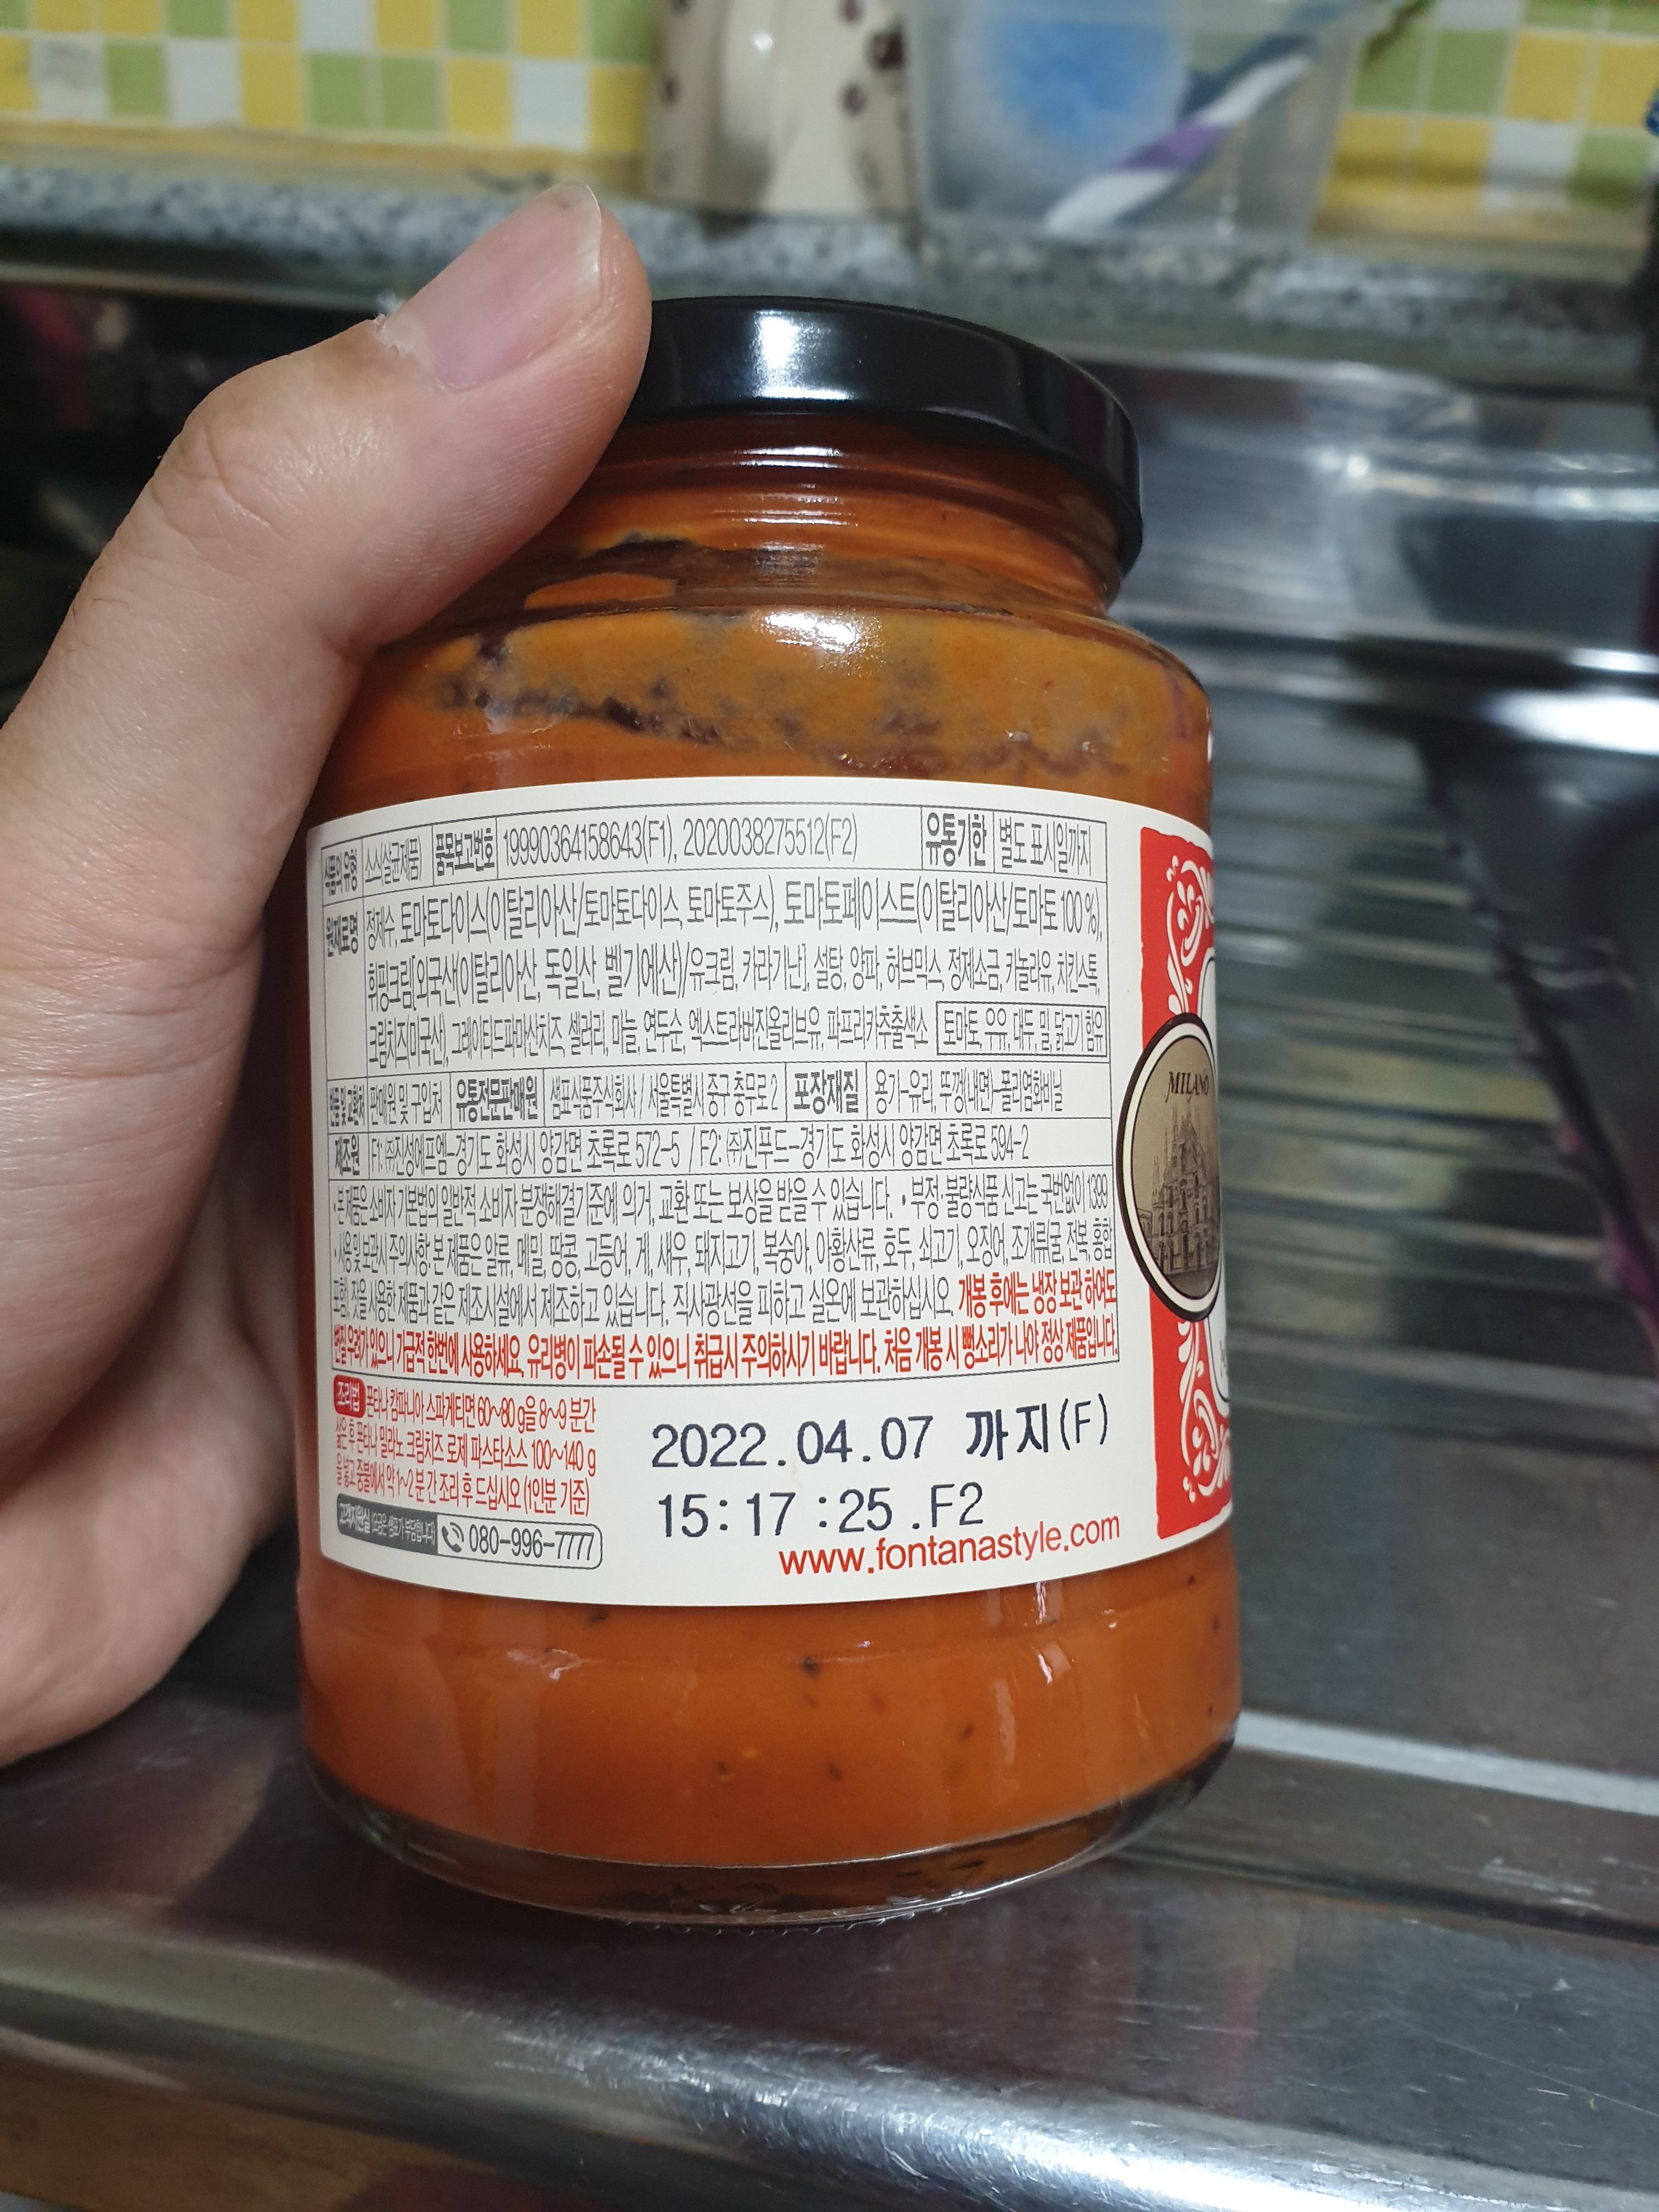 식품의 유형 소스(살균제품) 품목보고번호 19990364158643(F1), 2020038275512(F2) 유통기한 별도 표시일까지
원재료명 정제수, 토마토다이스(이탈리아산/토마토다이스, 토마토주스), 토마토페이스트(이탈리아산/토마토 100 %),
휘핑크림[외국산(이탈리아산, 독일산, 벨기에산)/유크림, 카라기난], 설탕, 양파, 허브믹스, 정제소금, 카놀라유, 치킨스톡,
크림치즈(미국산), 그레이티드파마산치즈, 셀러리, 마늘, 연두순, 엑스트라버진올리브유, 파프리카추출색소 토마토, 우유, 대두, 밀, 닭고기 함유
반품 및 교환처 판매원 및 구입처 유통전문판매원 샘표식품주식회사 / 서울특별시 중구 충무로 2 포장재질 용기-유리, 뚜껑(내면)-폴리염화비닐
제조원 F1: ㈜진성에프엠-경기도 화성시 양감면 초록로 572-5 / F2: ㈜진푸드-경기도 화성시 양감면 초록로 594-2
• 본 제품은 소비자 기본법의 일반적 소비자 분쟁해결기준에 의거, 교환 또는 보상을 받을 수 있습니다. • 부정·불량식품 신고는 국번없이 1399
• 사용 및 보관시 주의사항: 본 제품은 알류, 메밀, 땅콩, 고등어, 게, 새우, 돼지고기, 복숭아, 아황산류, 호두, 쇠고기, 오징어, 조개류(굴, 전복, 홍합
포함), 잣을 사용한 제품과 같은 제조시설에서 제조하고 있습니다. 직사광선을 피하고 실온에 보관하십시오. 개봉 후에는 냉장 보관 하여도
변질 우려가 있으니 가급적 한번에 사용하세요. 유리병이 파손될 수 있으니 취급시 주의하시기 바랍니다. 처음 개봉 시 뻥소리가 나야 정상 제품입니다.
조리법 폰타나 캄파니아 스파게티면 60~80 g을 8~9 분간
삶은 후 폰타나 밀라노 크림치즈 로제 파스타소스 100~140 g
을 넣고 중불에서 약 1~2 분 간 조리 후 드십시오 (1인분 기준)
2022.04.07 까지(F)
15:17:25.F2
고객지원실 080-996-7777
www.fontanastyle.com
MILANO